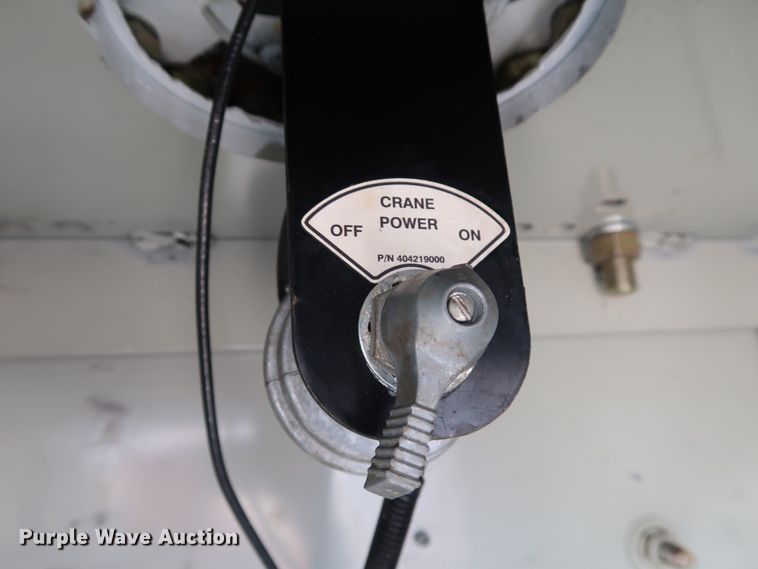 CRANE
POWER
OFF
ON
P/N 404219000
Purple Wave Auction